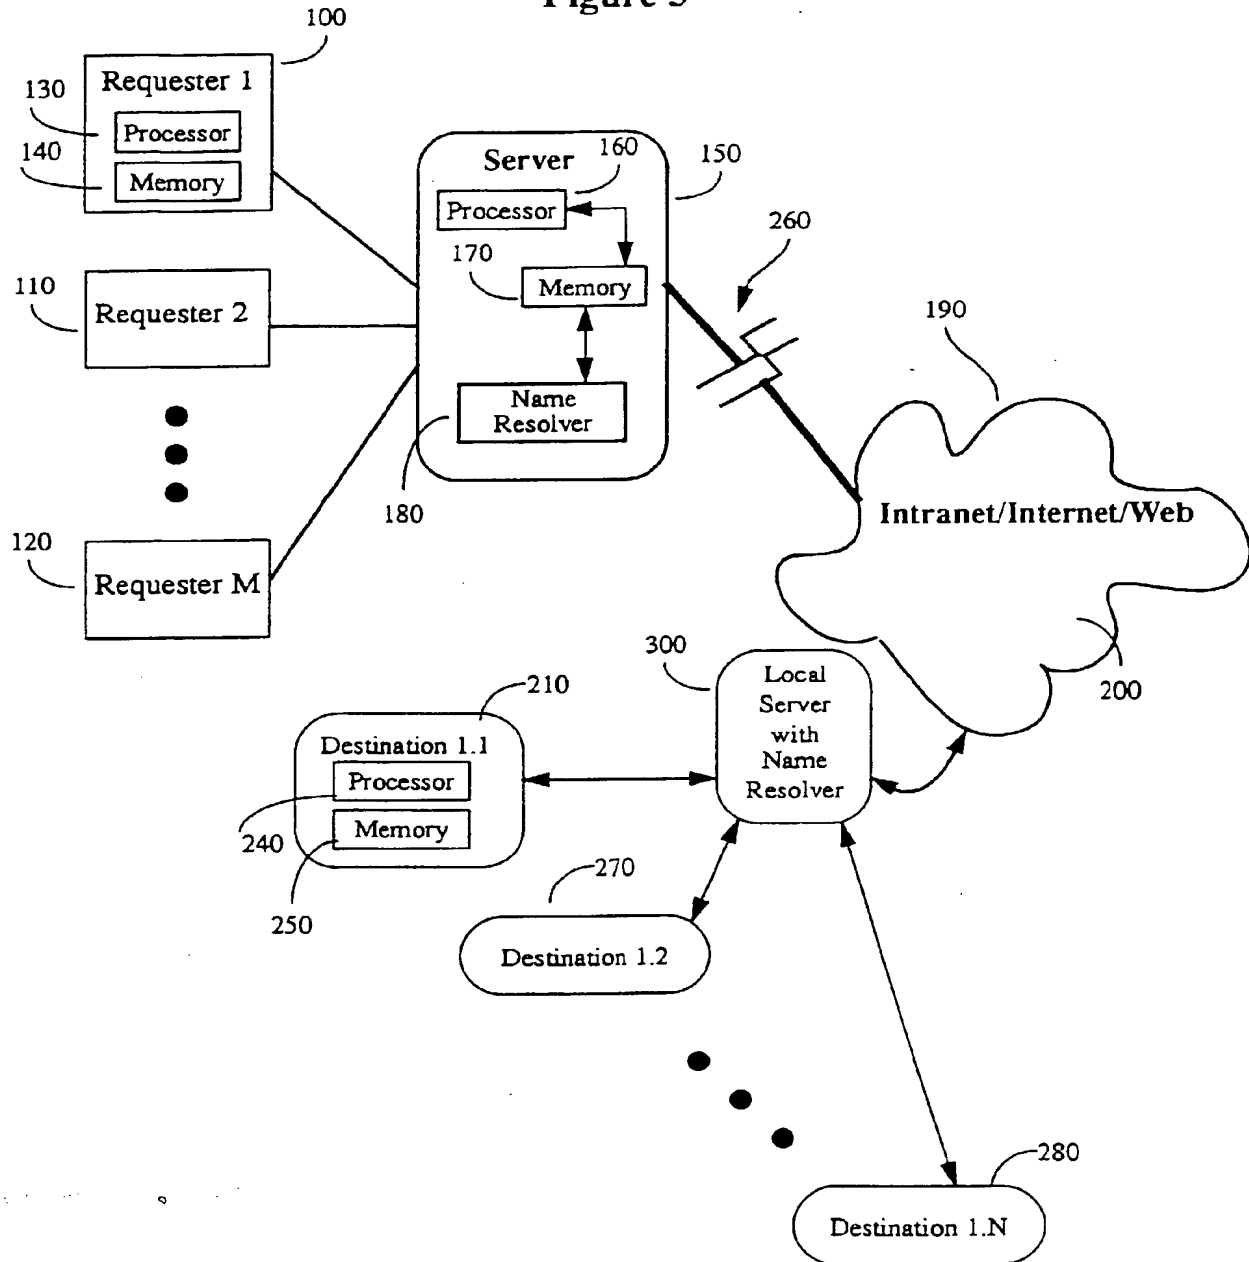 100
Requester 1
130
Processor
140
Memory
Server
160
150
Processor
260
170
Memory
110
Requester 2
190
Name
Resolver
180
Intranet/Internet/Web
120
Requester M
300
Local
Server
with
Name
Resolver
200
210
Destination 1.1
Processor
240
Memory
250
270
Destination 1.2
280
Destination 1.N